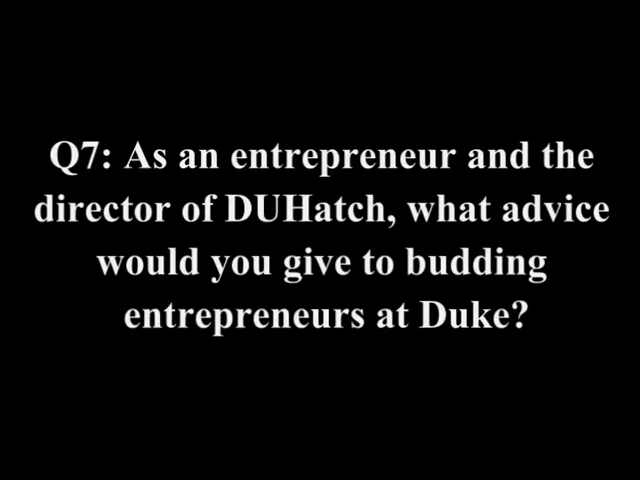 Q7: As an entrepreneur and the
director of DUHatch, what advice
would you give to budding
entrepreneurs at Duke?